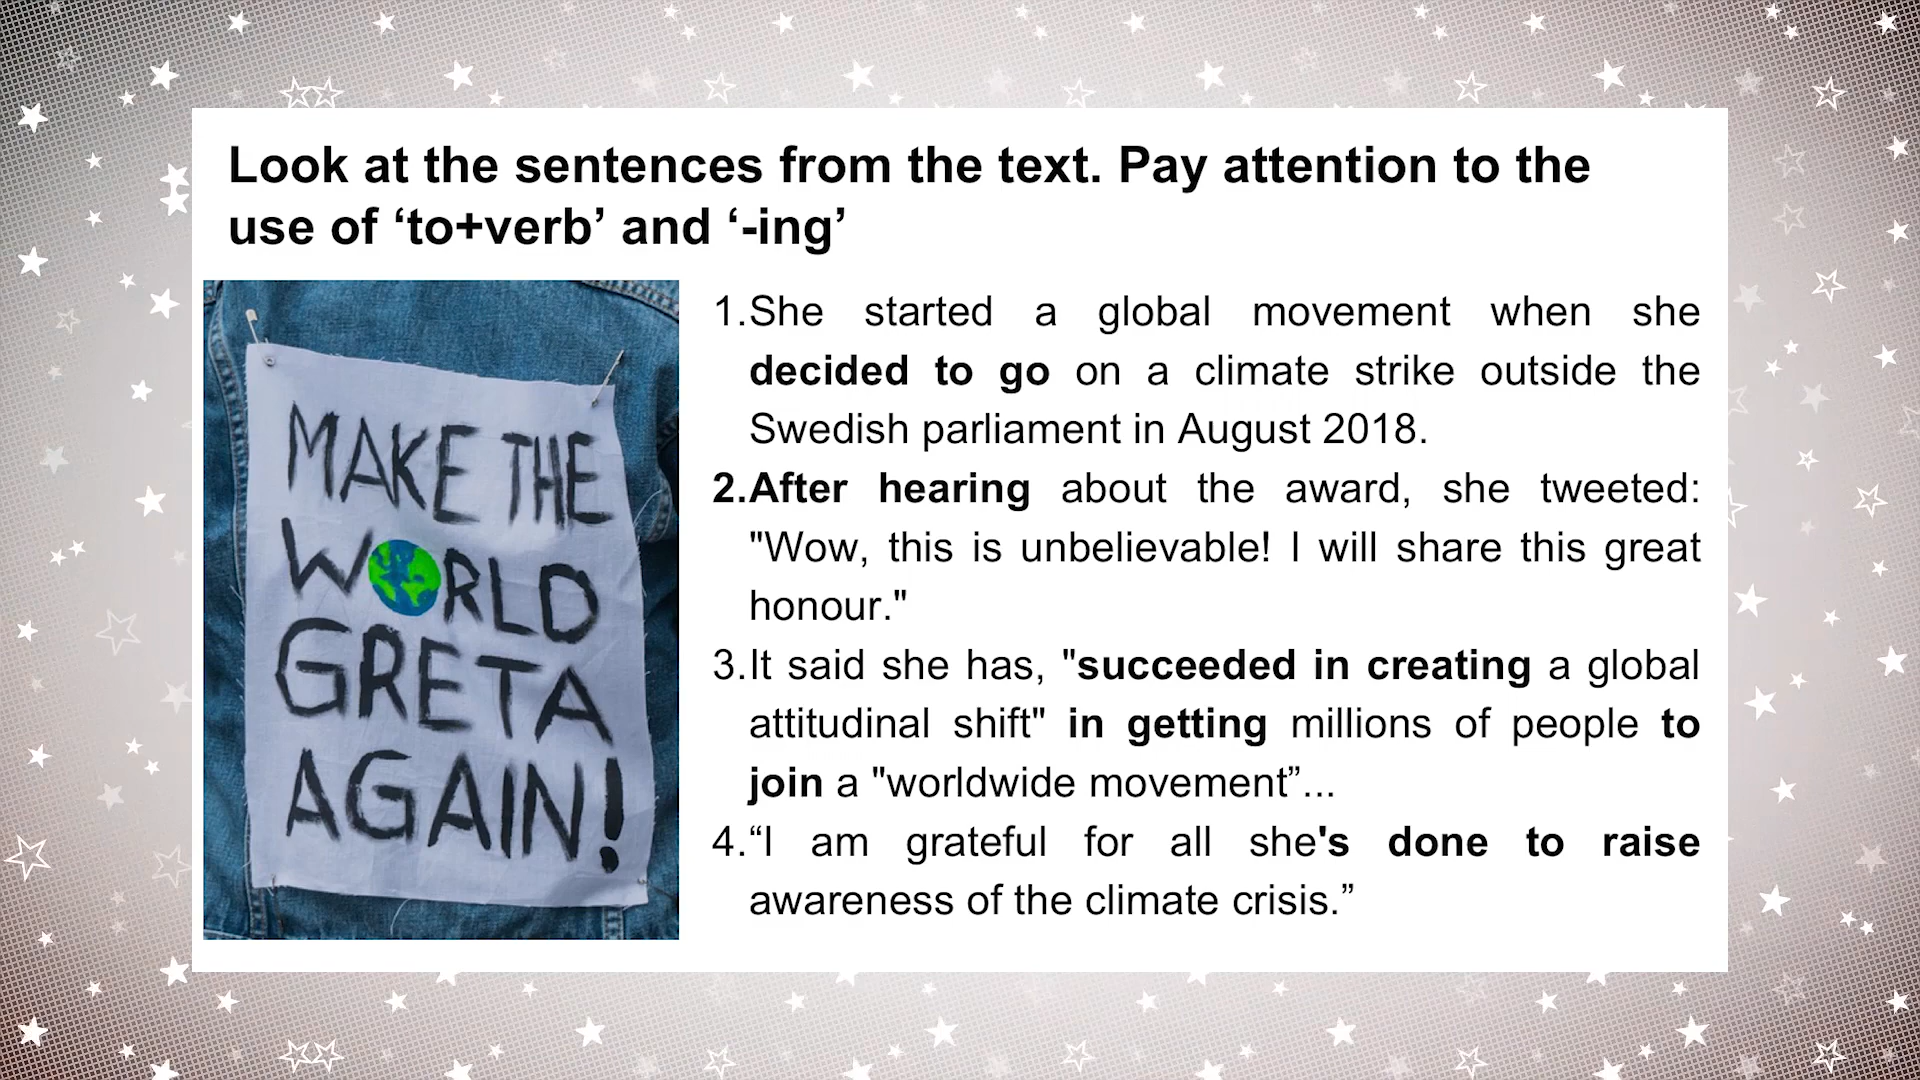 Look at the sentences from the text. Pay attention to the
use of ‘to+verb’ and ‘-ing’
MAKE THE
WORLD
GRETA
AGAIN!
1.She started a global movement when she
decided to go on a climate strike outside the
Swedish parliament in August 2018.
2.After hearing about the award, she tweeted:
"Wow, this is unbelievable! I will share this great
honour."
3.It said she has, "succeeded in creating a global
attitudinal shift" in getting millions of people to
join a "worldwide movement”...
4.“I am grateful for all she's done to raise
awareness of the climate crisis.”